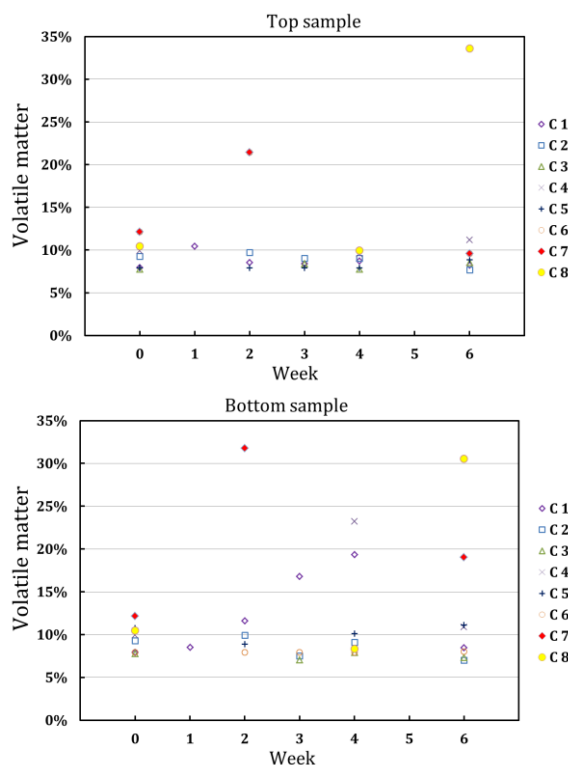 Top sample
35%
30%
25%
20%
15%
10%
5%
0%
Volatile matter
0 1 2 3 4 5 6
Week
C 1
C 2
C 3
C 4
C 5
C 6
C 7
C 8
Bottom sample
35%
30%
25%
20%
15%
10%
5%
0%
Volatile matter
0 1 2 3 4 5 6
Week
C 1
C 2
C 3
C 4
C 5
C 6
C 7
C 8